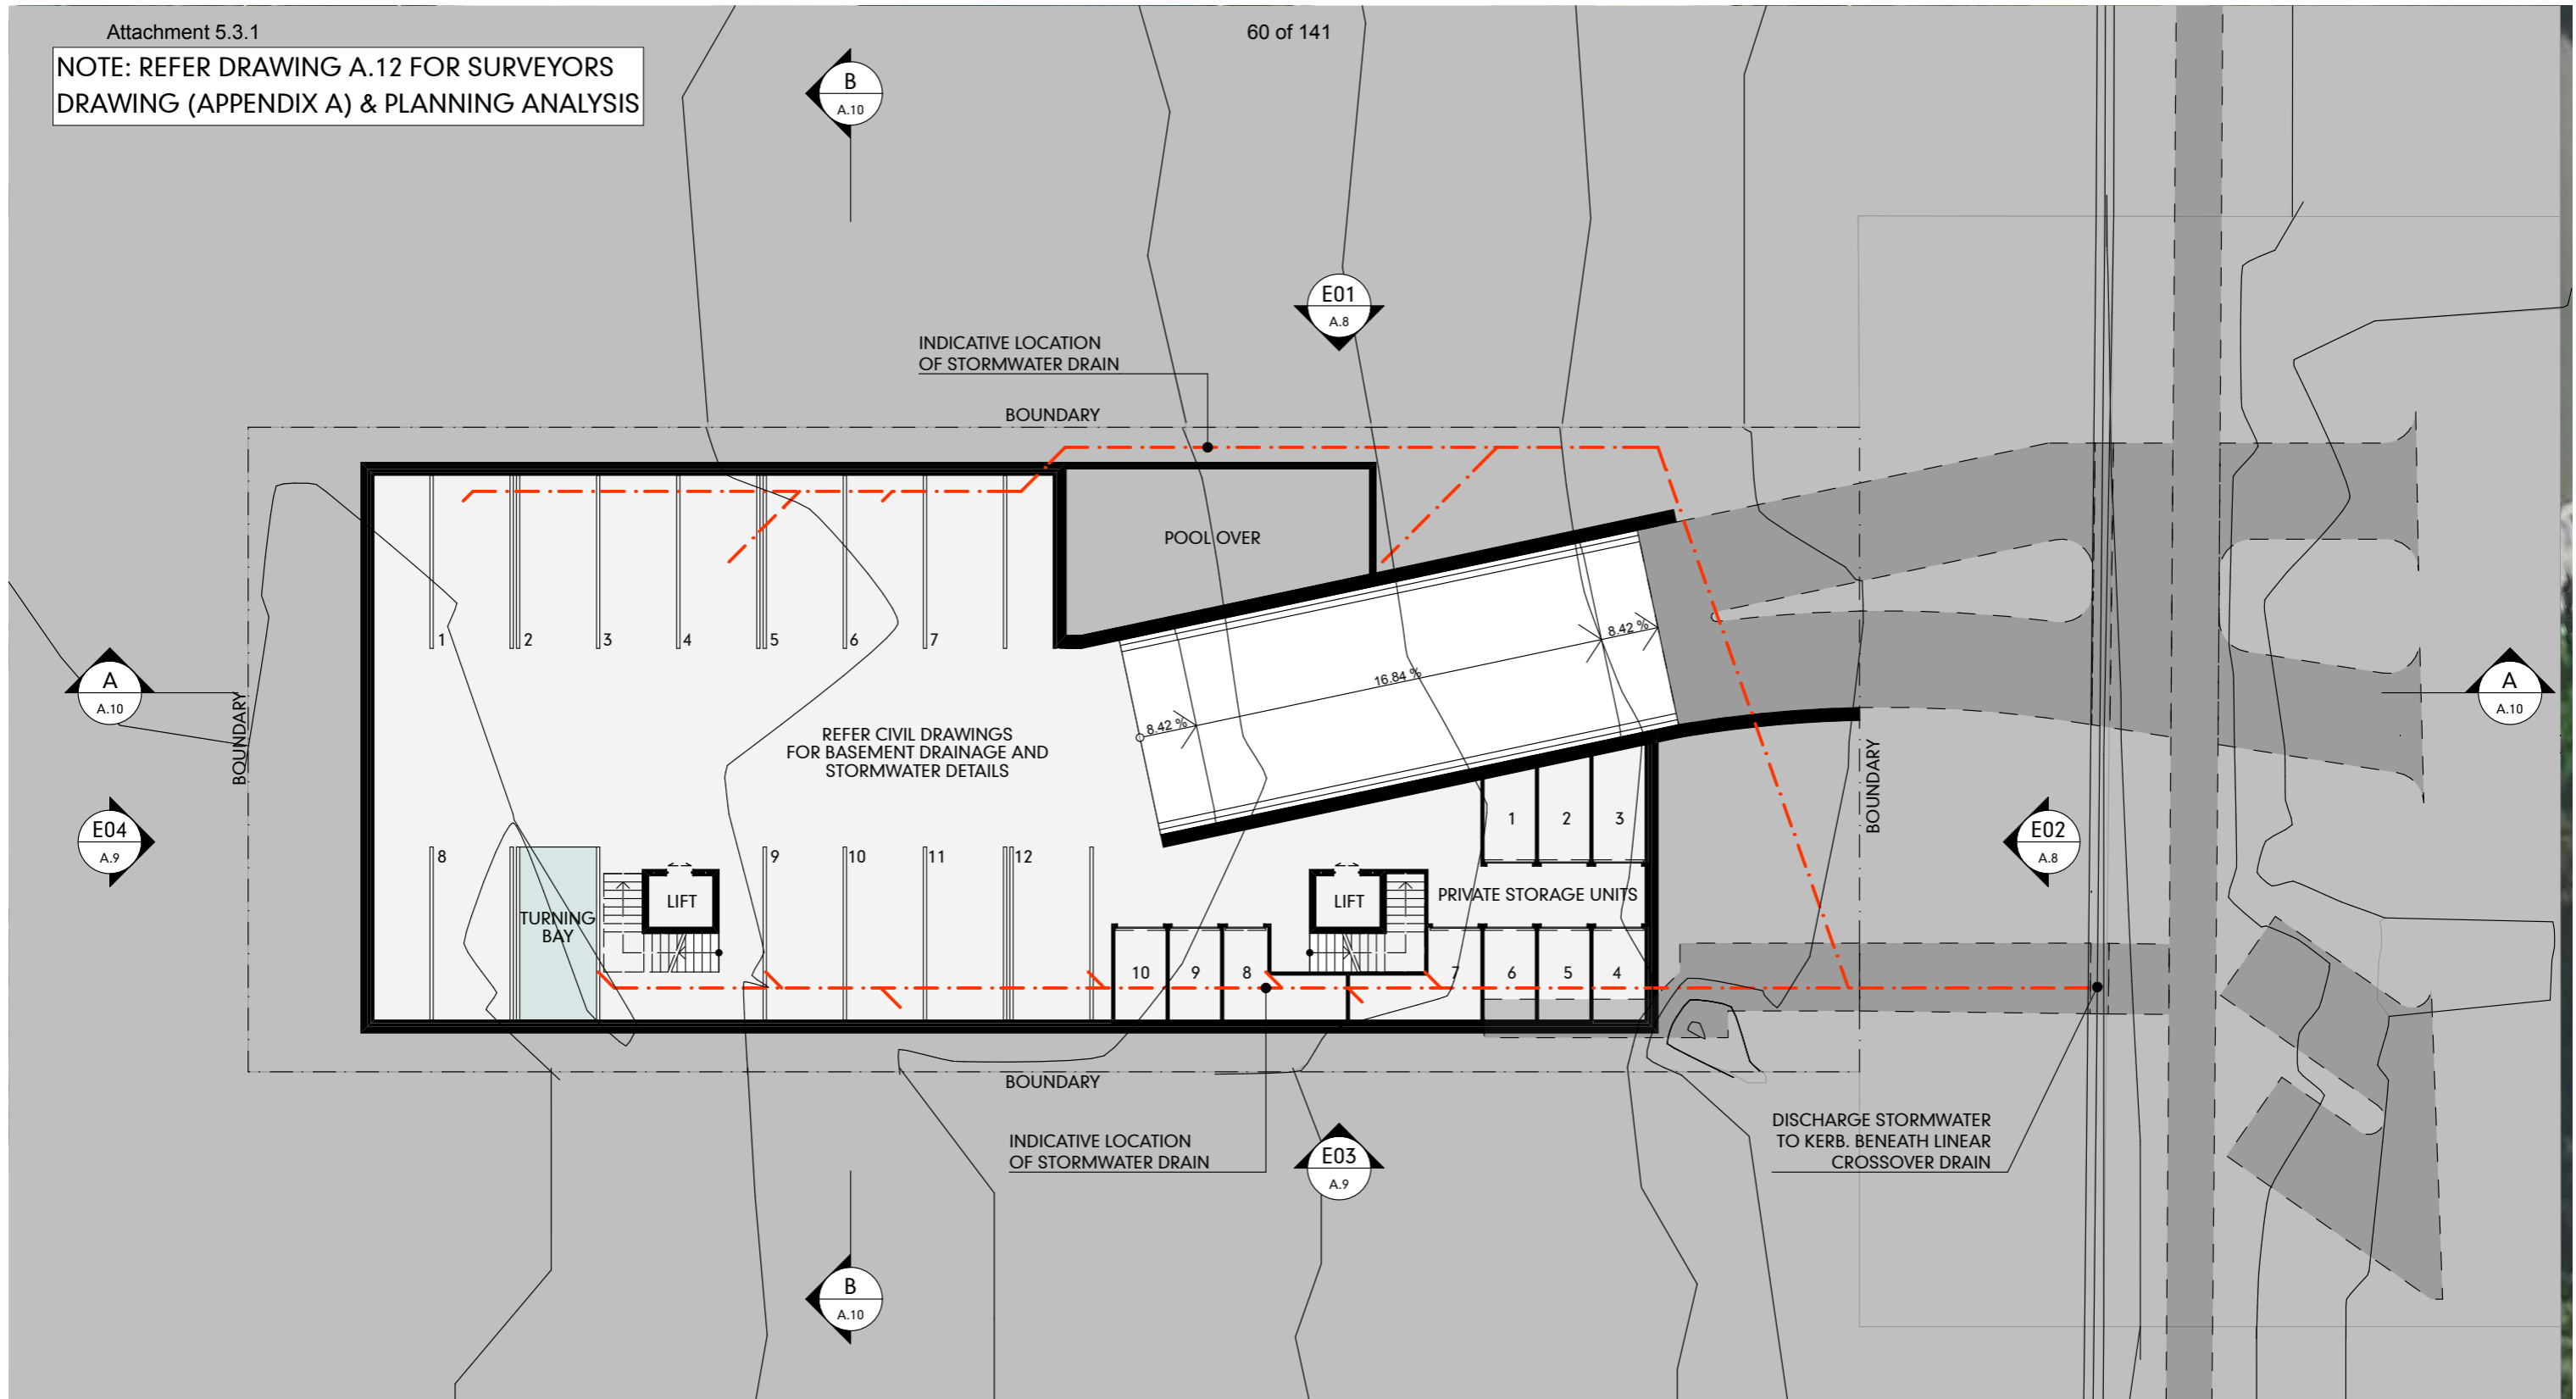 Attachment 5.3.1
60 of 141
NOTE: REFER DRAWING A.12 FOR SURVEYORS
DRAWING (APPENDIX A) & PLANNING ANALYSIS
B
A.10
E01
A.8
INDICATIVE LOCATION
OF STORMWATER DRAIN
BOUNDARY
POOL OVER
1
2
3
4
5
6
7
8.42 %
16.84 %
8.42 %
A
A.10
A
A.10
BOUNDARY
REFER CIVIL DRAWINGS
FOR BASEMENT DRAINAGE AND
STORMWATER DETAILS
BOUNDARY
E04
A.9
E02
A.8
1
2
3
8
9
10
11
12
LIFT
LIFT
PRIVATE STORAGE UNITS
TURNING
BAY
10
9
8
7
6
5
4
BOUNDARY
INDICATIVE LOCATION
OF STORMWATER DRAIN
E03
A.9
DISCHARGE STORMWATER
TO KERB. BENEATH LINEAR
CROSSOVER DRAIN
B
A.10